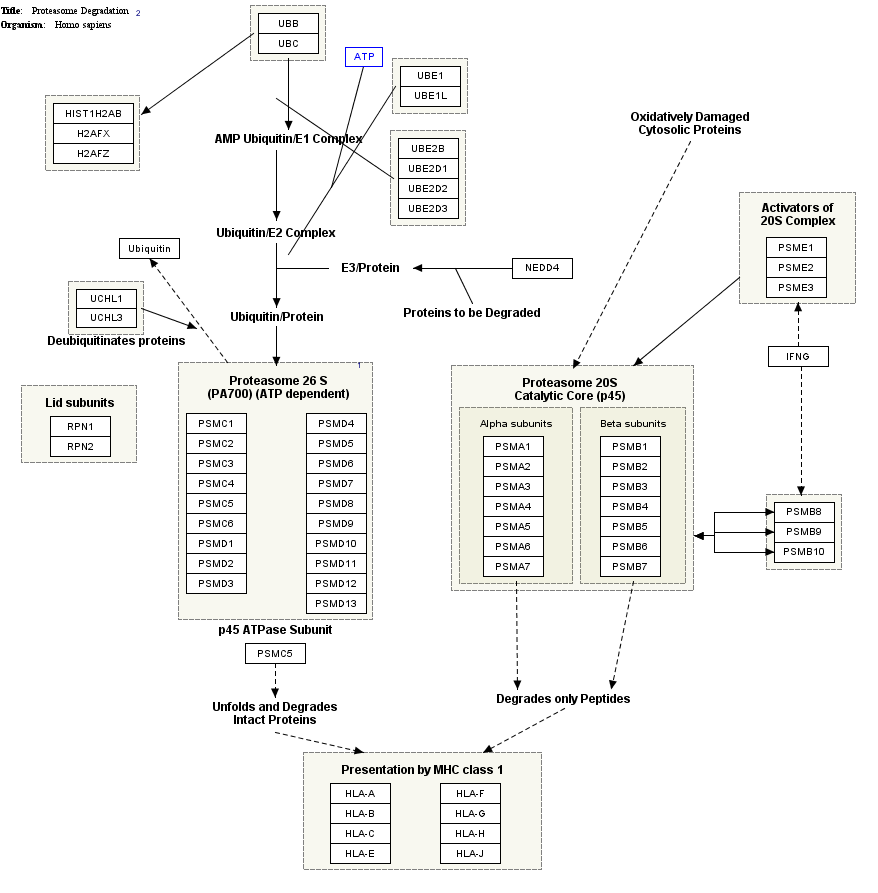 Title: Proteasome Degradation 2
Organism: Homo sapiens
UBB
UBC
ATP
UBE1
UBE1L
HIST1H2AB
H2AFX
H2AFZ
AMP Ubiquitin/E1 Complex
UBE2B
UBE2D1
UBE2D2
UBE2D3
Oxidatively Damaged
Cytosolic Proteins
Activators of
20S Complex
PSME1
PSME2
PSME3
Ubiquitin/E2 Complex
Ubiquitin
E3/Protein
NEDD4
UCHL1
UCHL3
Deubiquitinates proteins
Ubiquitin/Protein
Proteins to be Degraded
IFNG
Lid subunits
RPN1
RPN2
Proteasome 26 S
(PA700) (ATP dependent)
1
PSMC1
PSMC2
PSMC3
PSMC4
PSMC5
PSMC6
PSMD1
PSMD2
PSMD3
PSMD4
PSMD5
PSMD6
PSMD7
PSMD8
PSMD9
PSMD10
PSMD11
PSMD12
PSMD13
Proteasome 20S
Catalytic Core (p45)
Alpha subunits
PSMA1
PSMA2
PSMA3
PSMA4
PSMA5
PSMA6
PSMA7
Beta subunits
PSMB1
PSMB2
PSMB3
PSMB4
PSMB5
PSMB6
PSMB7
PSMB8
PSMB9
PSMB10
p45 ATPase Subunit
PSMC5
Unfolds and Degrades
Intact Proteins
Degrades only Peptides
Presentation by MHC class 1
HLA-A
HLA-B
HLA-C
HLA-E
HLA-F
HLA-G
HLA-H
HLA-J